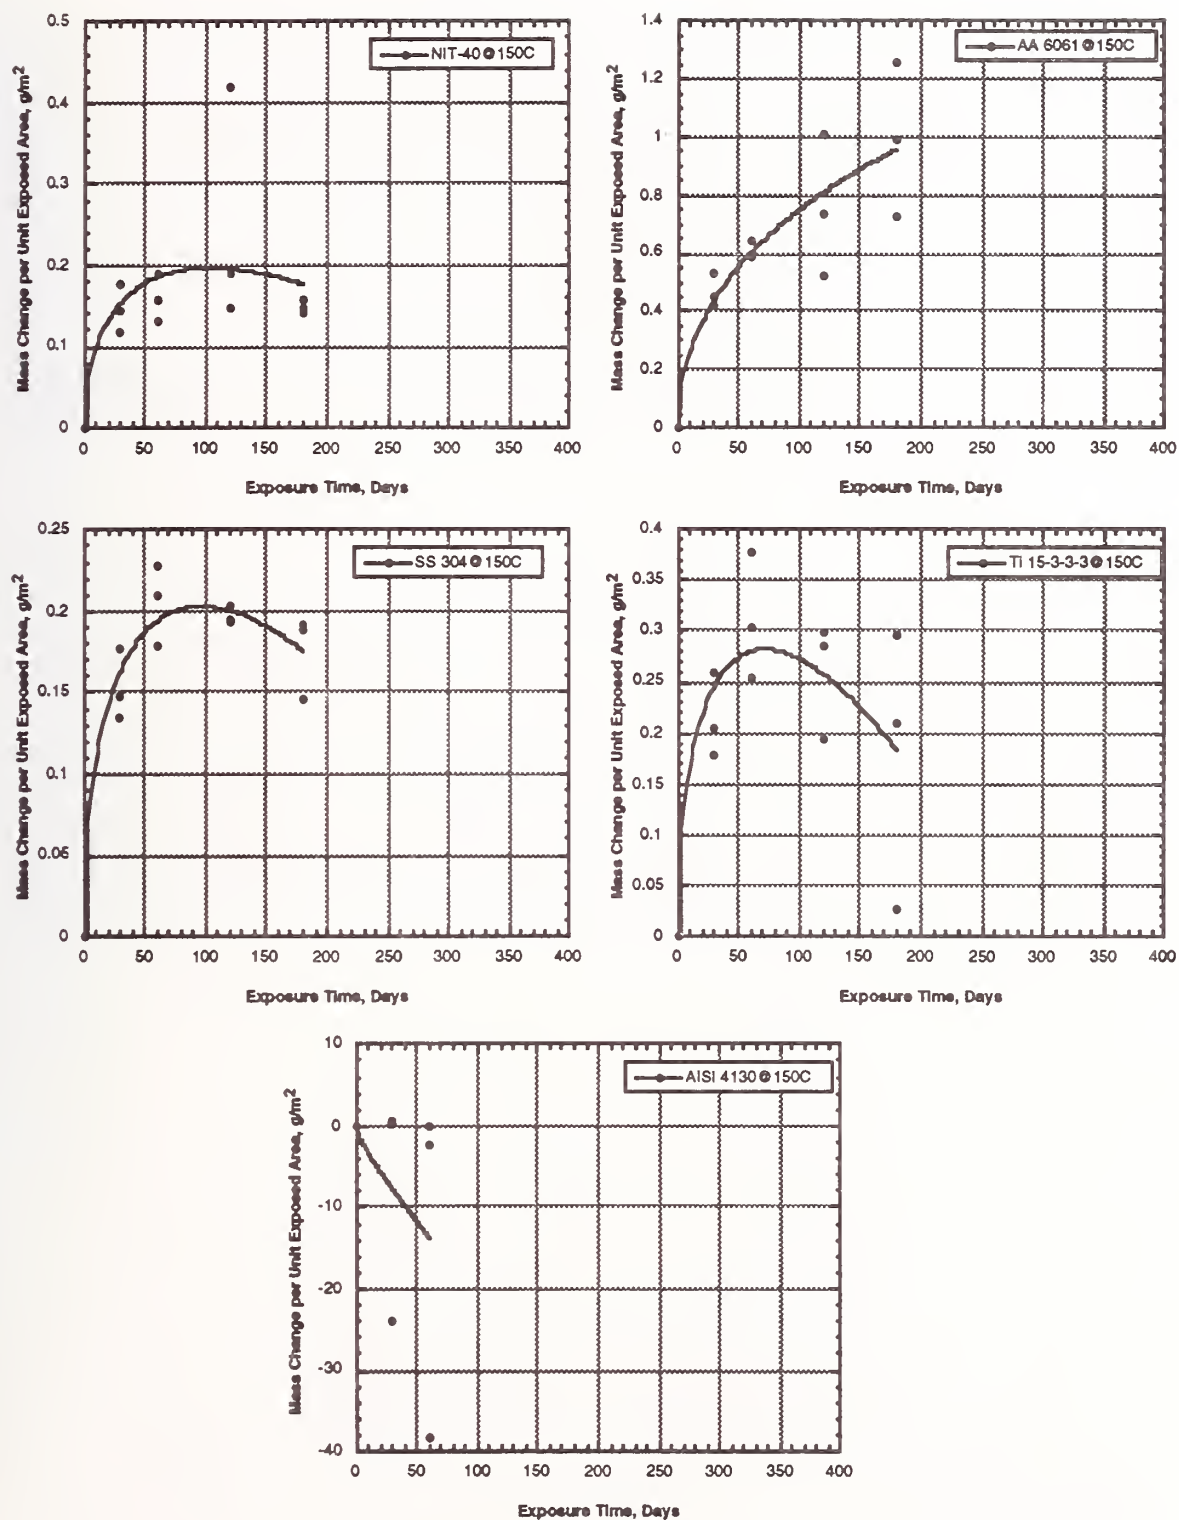 NIT-40 @ 150C
Mass Change per Unit Exposed Area, g/m2
0.5
0.4
0.3
0.2
0.1
0
0 50 100 150 200 250 300 350 400
Exposure Time, Days
AA 6061 @ 150C
Mass Change per Unit Exposed Area, g/m2
1.4
1.2
1
0.8
0.6
0.4
0.2
0
0 50 100 150 200 250 300 350 400
Exposure Time, Days
SS 304 @ 150C
Mass Change per Unit Exposed Area, g/m2
0.25
0.2
0.15
0.1
0.06
0
0 50 100 150 200 250 300 350 400
Exposure Time, Days
Ti 15-3-3-3 @ 150C
Mass Change per Unit Exposed Area, g/m2
0.4
0.35
0.3
0.25
0.2
0.15
0.1
0.05
0
0 50 100 150 200 250 300 350 400
Exposure Time, Days
AISI 4130 @ 150C
Mass Change per Unit Exposed Area, g/m2
10
0
-10
-20
-30
-40
0 50 100 150 200 250 300 350 400
Exposure Time, Days